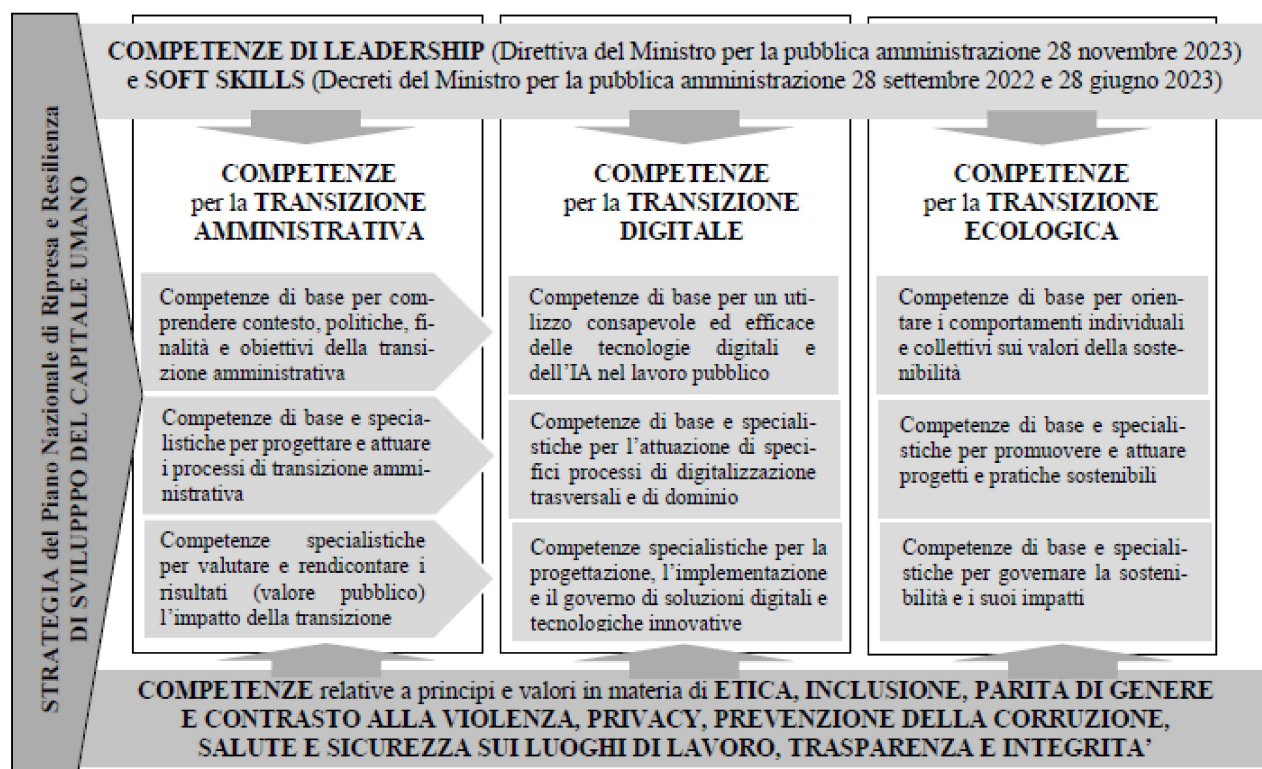 STRATEGIA del Piano Nazionale di Ripresa e Resilienza
DI SVILUPPPO DEL CAPITALE UMANO
COMPETENZE DI LEADERSHIP (Direttiva del Ministro per la pubblica amministrazione 28 novembre 2023)
e SOFT SKILLS (Decreti del Ministro per la pubblica amministrazione 28 settembre 2022 e 28 giugno 2023)
COMPETENZE
per la TRANSIZIONE
AMMINISTRATIVA
Competenze di base per com-
prendere contesto, politiche, fi-
nalità e obiettivi della transi-
zione amministrativa
Competenze di base e specia-
listiche per progettare e attuare
i processi di transizione ammi-
nistrativa
Competenze specialistiche
per valutare e rendicontare i
risultati (valore pubblico)
l’impatto della transizione
COMPETENZE
per la TRANSIZIONE
DIGITALE
Competenze di base per un uti-
lizzo consapevole ed efficace
delle tecnologie digitali e
dell’IA nel lavoro pubblico
Competenze di base e speciali-
stiche per l’attuazione di speci-
fici processi di digitalizzazione
trasversali e di dominio
Competenze specialistiche per la
progettazione, l’implementazione
e il governo di soluzioni digitali e
tecnologiche innovative
COMPETENZE
per la TRANSIZIONE
ECOLOGICA
Competenze di base per orien-
tare i comportamenti individuali
e collettivi sui valori della soste-
nibilità
Competenze di base e speciali-
stiche per promuovere e attuare
progetti e pratiche sostenibili
Competenze di base e speciali-
stiche per governare la sosteni-
bilità e i suoi impatti
COMPETENZE relative a principi e valori in materia di ETICA, INCLUSIONE, PARITA DI GENERE
E CONTRASTO ALLA VIOLENZA, PRIVACY, PREVENZIONE DELLA CORRUZIONE,
SALUTE E SICUREZZA SUI LUOGHI DI LAVORO, TRASPARENZA E INTEGRITA’